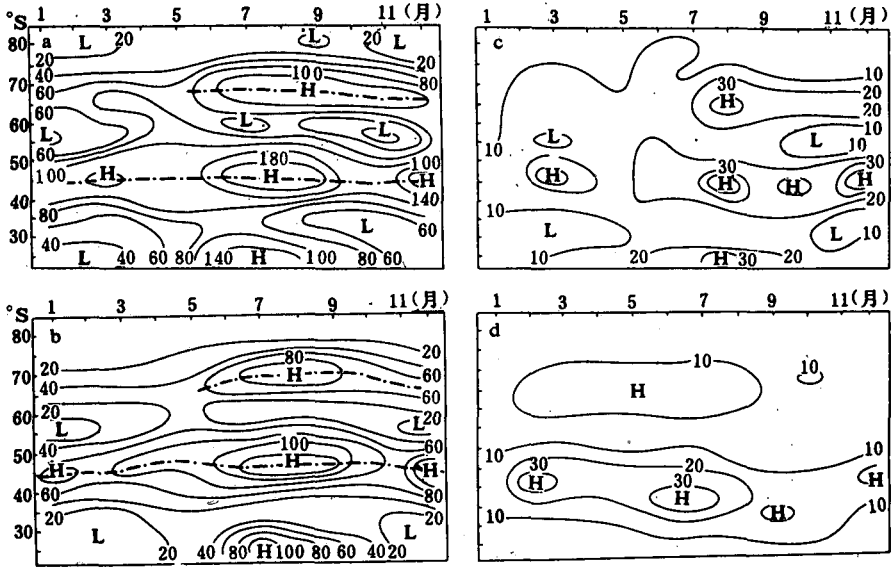 °S 1 3 5 7 9 11(月) 1 3 5 7 9 11(月)
80 a L 20 L 20 L c
20
40 100 80 10
70 60 H 30 20
60 H 10
60 L L L L L
60 10
50 180 100 30 30
100 H H H H H H H
40 140 20
80 10
30 60 L 60 L L 10
40 L 40 60 80 140 H 100 80 60 10 20 H 30 20
°S 1 3 5 7 9 11(月) 1 3 5 7 9 11(月)
80 b d
20 80 20 10 10
70 40 H 60 H
40
60 20 20
L L
50 40 100 60 10 10
H H H 30 20 H
40 H 30 H
60 80 H
20 20 10 10
30 L L
20 40 80 H 100 80 60 40 20